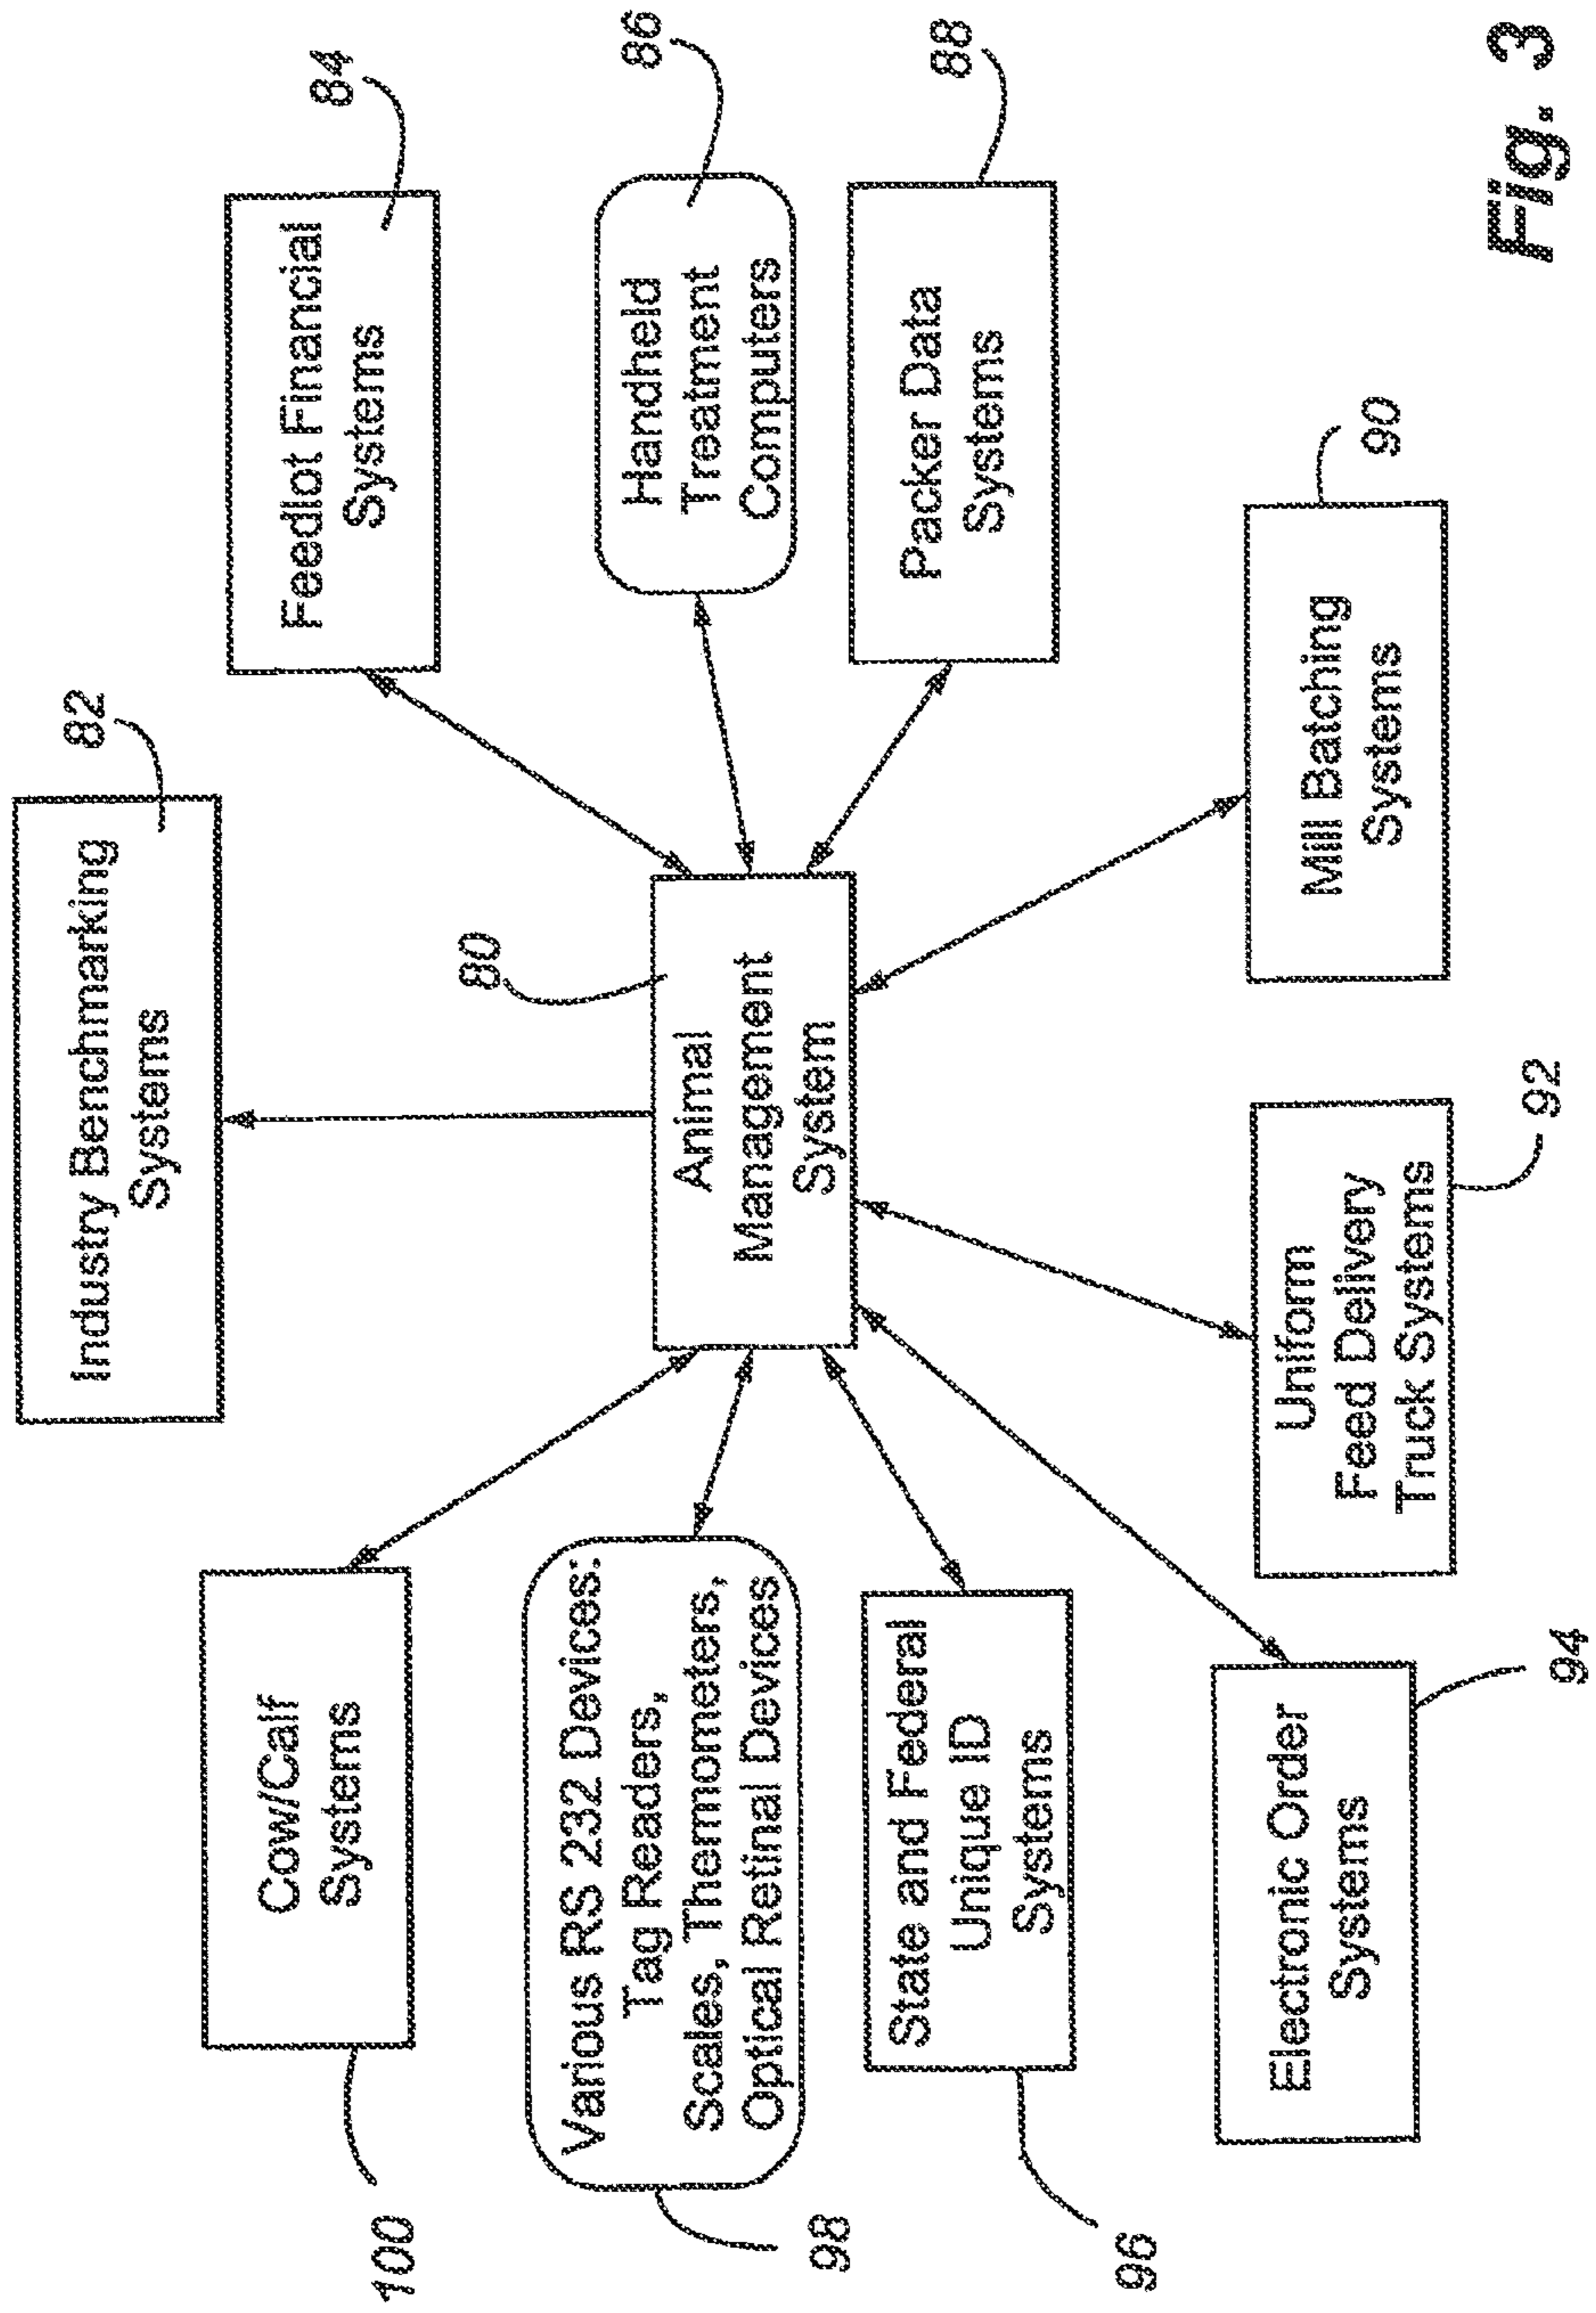 82
Industry Benchmarking
Systems
100
Cow/Calf
Systems
84
Feedlot Financial
Systems
80
Animal
Management
System
98
Various RS 232 Devices:
Tag Readers,
Scales, Thermometers,
Optical Retinal Devices
86
Handheld
Treatment
Computers
96
State and Federal
Unique ID
Systems
88
Packer Data
Systems
94
Electronic Order
Systems
92
Uniform
Feed Delivery
Truck Systems
90
Mill Batching
Systems
Fig. 3